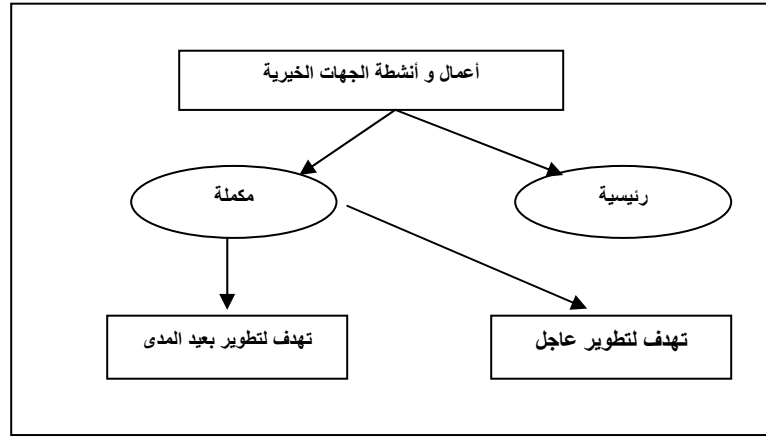 أعمال و أنشطة الجهات الخيرية
رئيسية
مكملة
تهدف لتطوير عاجل
تهدف لتطوير بعيد المدى